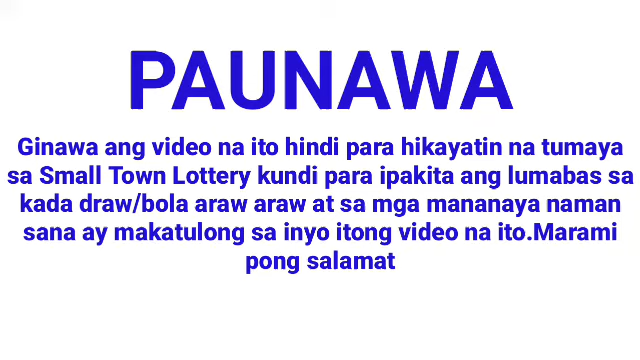 PAUNAWA
Ginawa ang video na ito hindi para hikayatin na tumaya
sa Small Town Lottery kundi para ipakita ang lumabas sa
kada draw/bola araw araw at sa mga mananaya naman
sana ay makatulong sa inyo itong video na ito.Marami
pong salamat